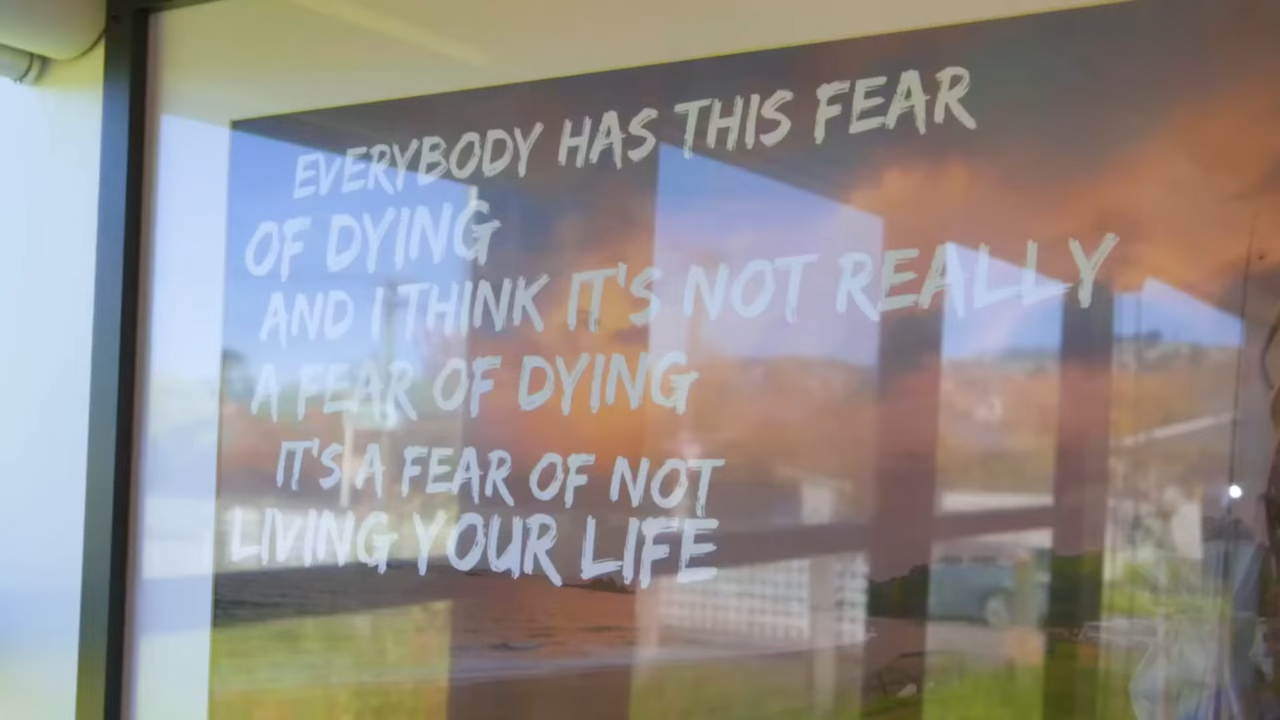 EVERYBODY HAS THIS FEAR
OF DYING
AND I THINK IT'S NOT REALLY
A FEAR OF DYING
IT'S A FEAR OF NOT
LIVING YOUR LIFE